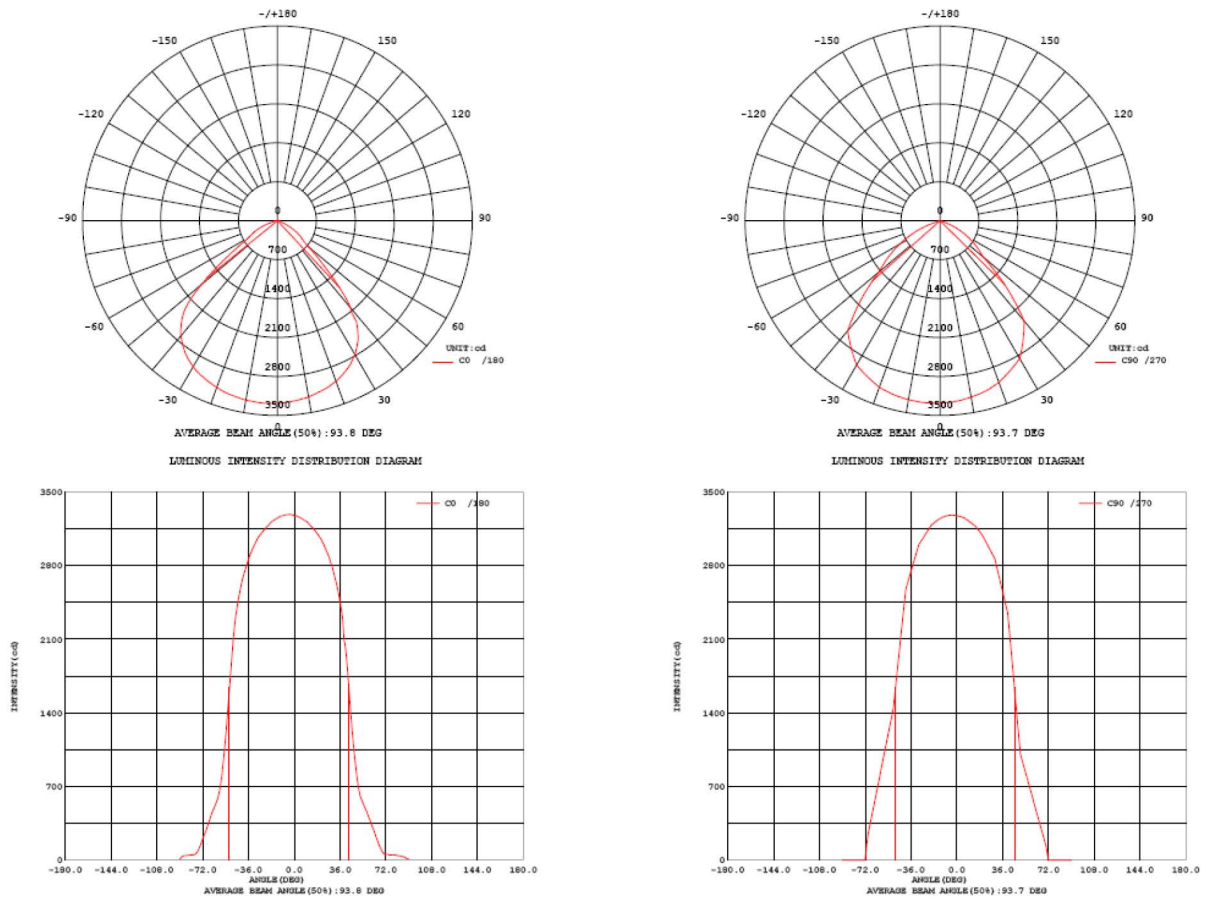 -/+180
-150 150
-120 120
-90 90
0
700
1400
2100
2800
3500
-60 60
-30 30
0
UNIT:cd
C0 /180
AVERAGE BEAM ANGLE(50%):93.8 DEG
-/+180
-150 150
-120 120
-90 90
0
700
1400
2100
2800
3500
-60 60
-30 30
0
UNIT:cd
C90 /270
AVERAGE BEAM ANGLE(50%):93.7 DEG
LUMINOUS INTENSITY DISTRIBUTION DIAGRAM
C0 /180
INTENSITY(cd)
3500
2800
2100
1400
700
0
-180.0 -144.0 -108.0 -72.0 -36.0 0.0 36.0 72.0 108.0 144.0 180.0
ANGLE(DEG)
AVERAGE BEAM ANGLE(50%):93.8 DEG
LUMINOUS INTENSITY DISTRIBUTION DIAGRAM
C90 /270
INTENSITY(cd)
3500
2800
2100
1400
700
0
-180.0 -144.0 -108.0 -72.0 -36.0 0.0 36.0 72.0 108.0 144.0 180.0
ANGLE(DEG)
AVERAGE BEAM ANGLE(50%):93.7 DEG